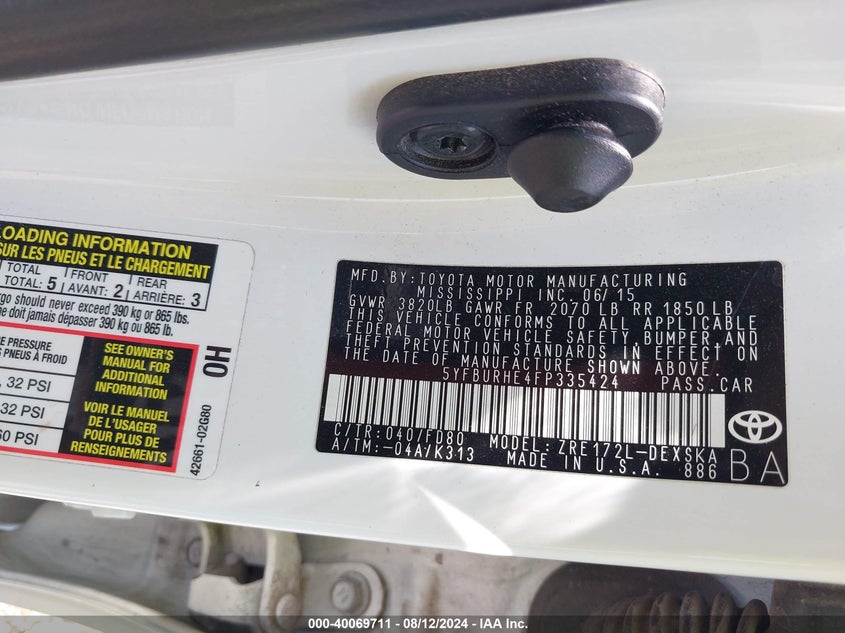 LOADING INFORMATION
SUR LES PNEUS ET LE CHARGEMENT
TOTAL
TOTAL: 5
FRONT
AVANT: 2
REAR
ARRIÈRE: 3
should never exceed 390 kg or 865 lbs.
ne doit jamais dépasser 390 kg ou 865 lb.
PRESSURE
PNEUS À FROID
32 PSI
32 PSI
60 PSI
SEE OWNER'S
MANUAL FOR
ADDITIONAL
INFORMATION
VOIR LE MANUEL
DE L'USAGER
POUR PLUS DE
RENSEIGNEMENTS
0H
42661-02G80
MFD. BY: TOYOTA MOTOR MANUFACTURING
MISSISSIPPI INC. 06/15
GVWR 3820LB GAWR FR 2070 LB RR 1850 LB
THIS VEHICLE CONFORMS TO ALL APPLICABLE
FEDERAL MOTOR VEHICLE SAFETY, BUMPER, AND
THEFT PREVENTION STANDARDS IN EFFECT ON
THE DATE OF MANUFACTURE SHOWN ABOVE.
5YFBURHE4FP335424 PASS. CAR
C/TR: 040/FD80 MODEL: ZRE172L-DEXSKA
A/TM: -04A/K313 MADE IN U.S.A. 886
BA
000-40069711 - 08/12/2024 - IAA Inc.